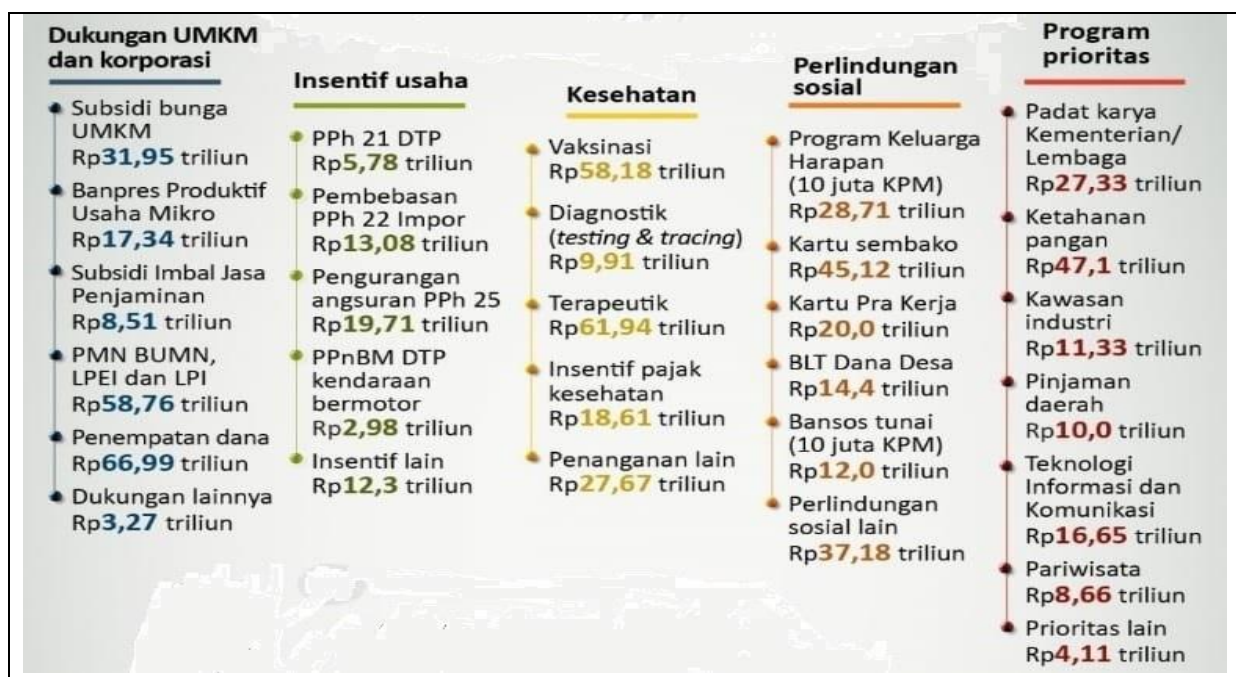 Dukungan UMKM
dan korporasi
Subsidi bunga
UMKM
Rp31,95 triliun
Banpres Produktif
Usaha Mikro
Rp17,34 triliun
Subsidi Imbal Jasa
Penjaminan
Rp8,51 triliun
PMN BUMN,
LPEI dan LPI
Rp58,76 triliun
Penempatan dana
Rp66,99 triliun
Dukungan lainnya
Rp3,27 triliun
Insentif usaha
PPh 21 DTP
Rp5,78 triliun
Pembebasan
PPh 22 Impor
Rp13,08 triliun
Pengurangan
angsuran PPh 25
Rp19,71 triliun
PPnBM DTP
kendaraan
bermotor
Rp2,98 triliun
Insentif lain
Rp12,3 triliun
Kesehatan
Vaksinasi
Rp58,18 triliun
Diagnostik
(testing & tracing)
Rp9,91 triliun
Terapeutik
Rp61,94 triliun
Insentif pajak
kesehatan
Rp18,61 triliun
Penanganan lain
Rp27,67 triliun
Perlindungan
sosial
Program Keluarga
Harapan
(10 juta KPM)
Rp28,71 triliun
Kartu sembako
Rp45,12 triliun
Kartu Pra Kerja
Rp20,0 triliun
BLT Dana Desa
Rp14,4 triliun
Bansos tunai
(10 juta KPM)
Rp12,0 triliun
Perlindungan
sosial lain
Rp37,18 triliun
Program
prioritas
Padat karya
Kementerian/
Lembaga
Rp27,33 triliun
Ketahanan
pangan
Rp47,1 triliun
Kawasan
industri
Rp11,33 triliun
Pinjaman
daerah
Rp10,0 triliun
Teknologi
Informasi dan
Komunikasi
Rp16,65 triliun
Pariwisata
Rp8,66 triliun
Prioritas lain
Rp4,11 triliun